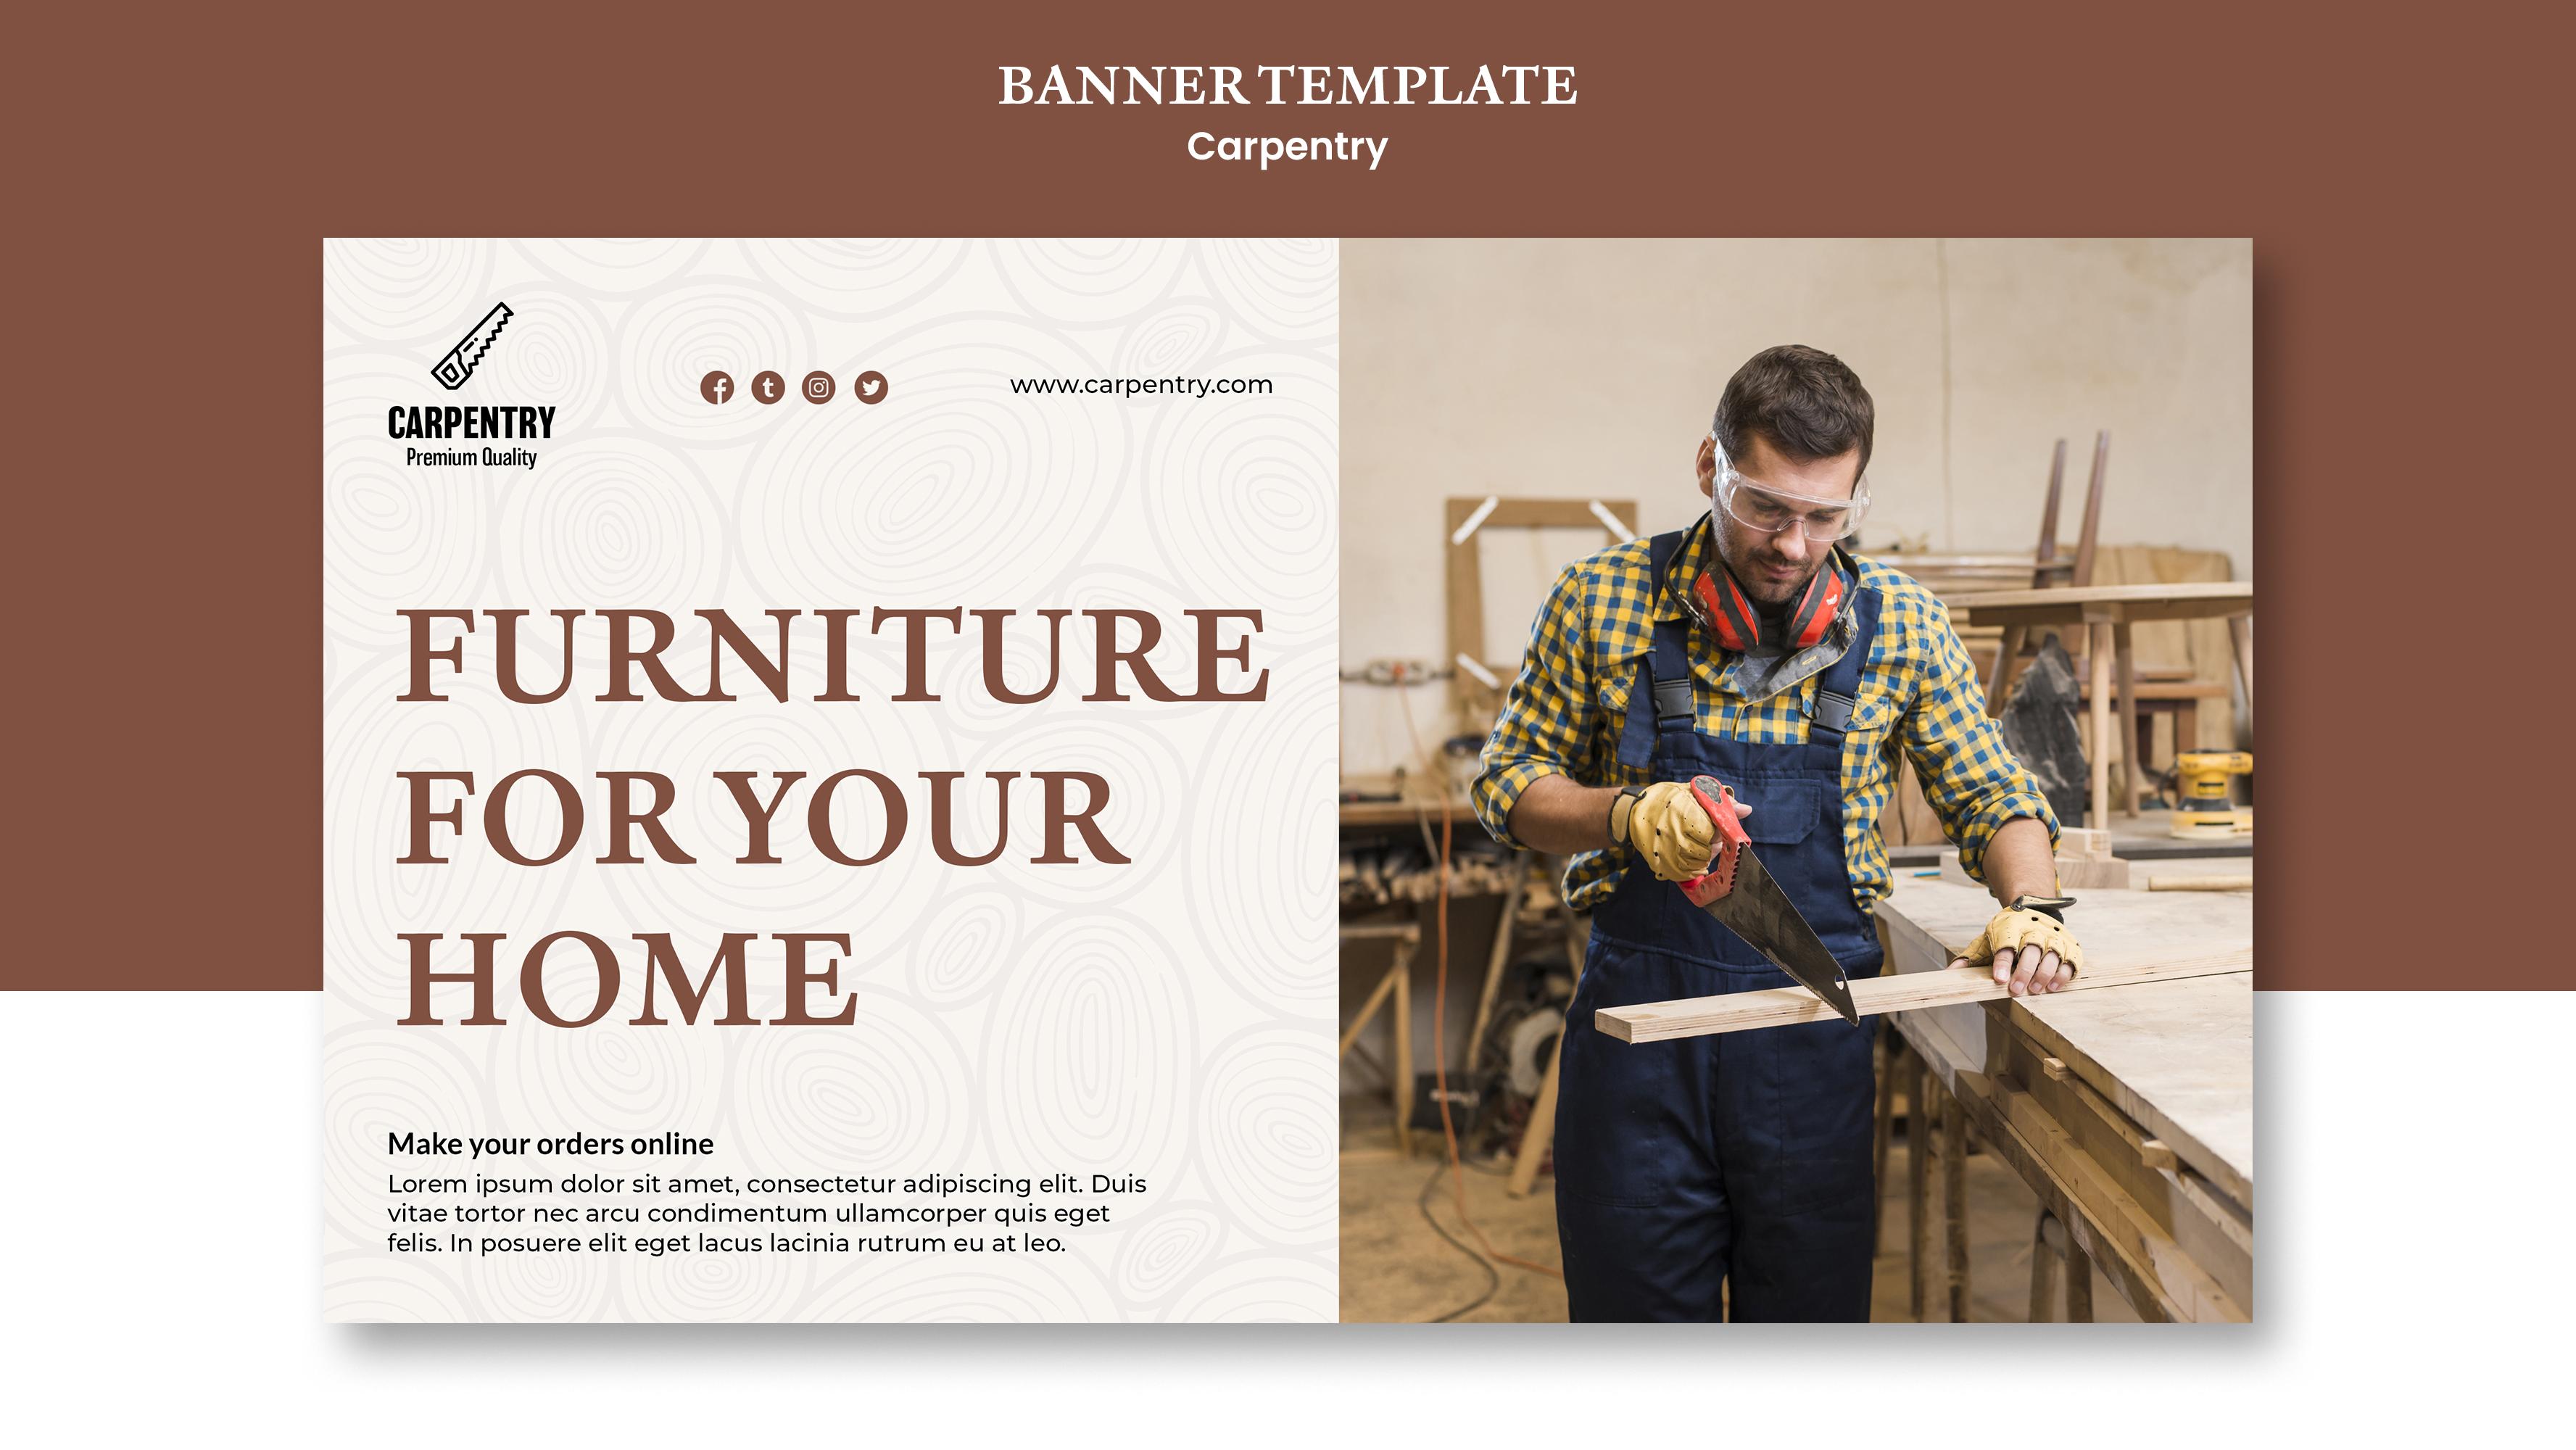 BANNER TEMPLATE
Carpentry
CARPENTRY
Premium Quality
www.carpentry.com
FURNITURE
FOR YOUR
HOME
Make your orders online
Lorem ipsum dolor sit amet, consectetur adipiscing elit. Duis
vitae tortor nec arcu condimentum ullamcorper quis eget
felis. In posuere elit eget lacus lacinia rutrum eu at leo.